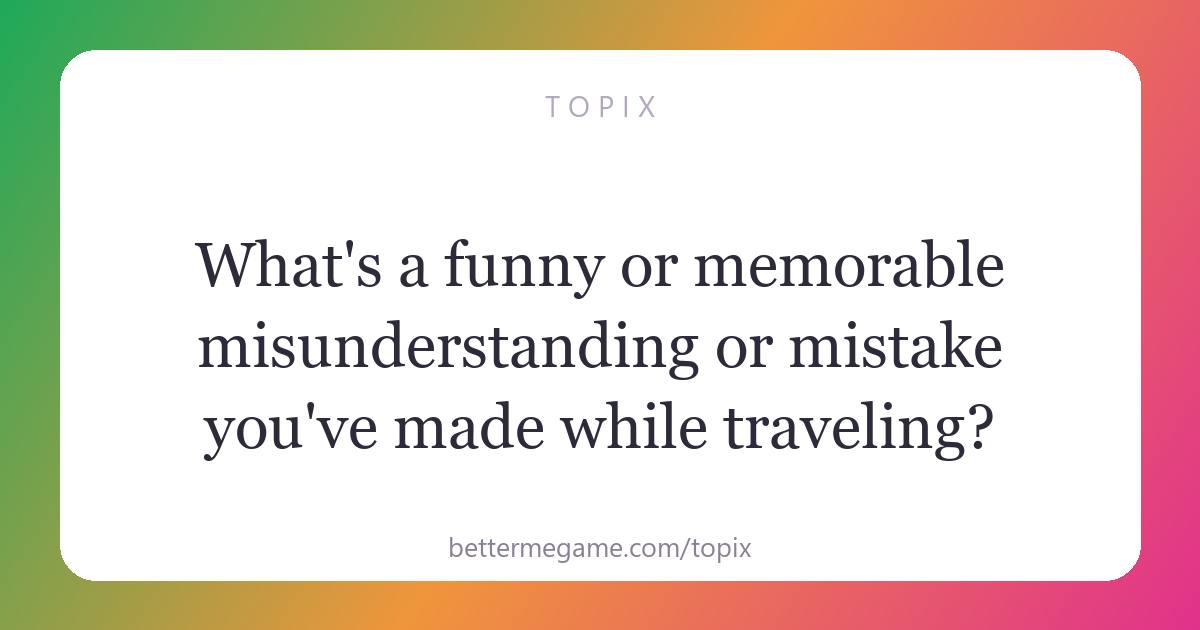 TOPIX
What's a funny or memorable
misunderstanding or mistake
you've made while traveling?
bettermegame.com/topix